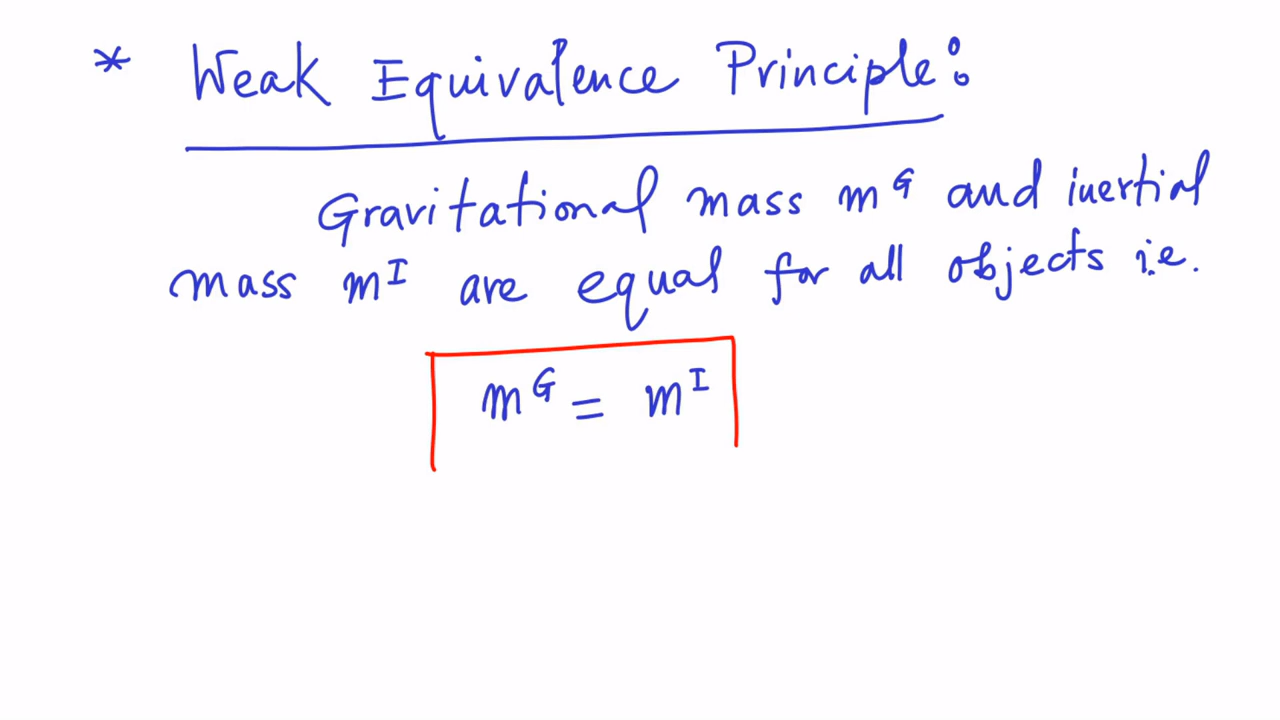 * Weak Equivalence Principle:
Gravitational mass m^G and inertial
mass m^I are equal for all objects i.e.
m^G = m^I